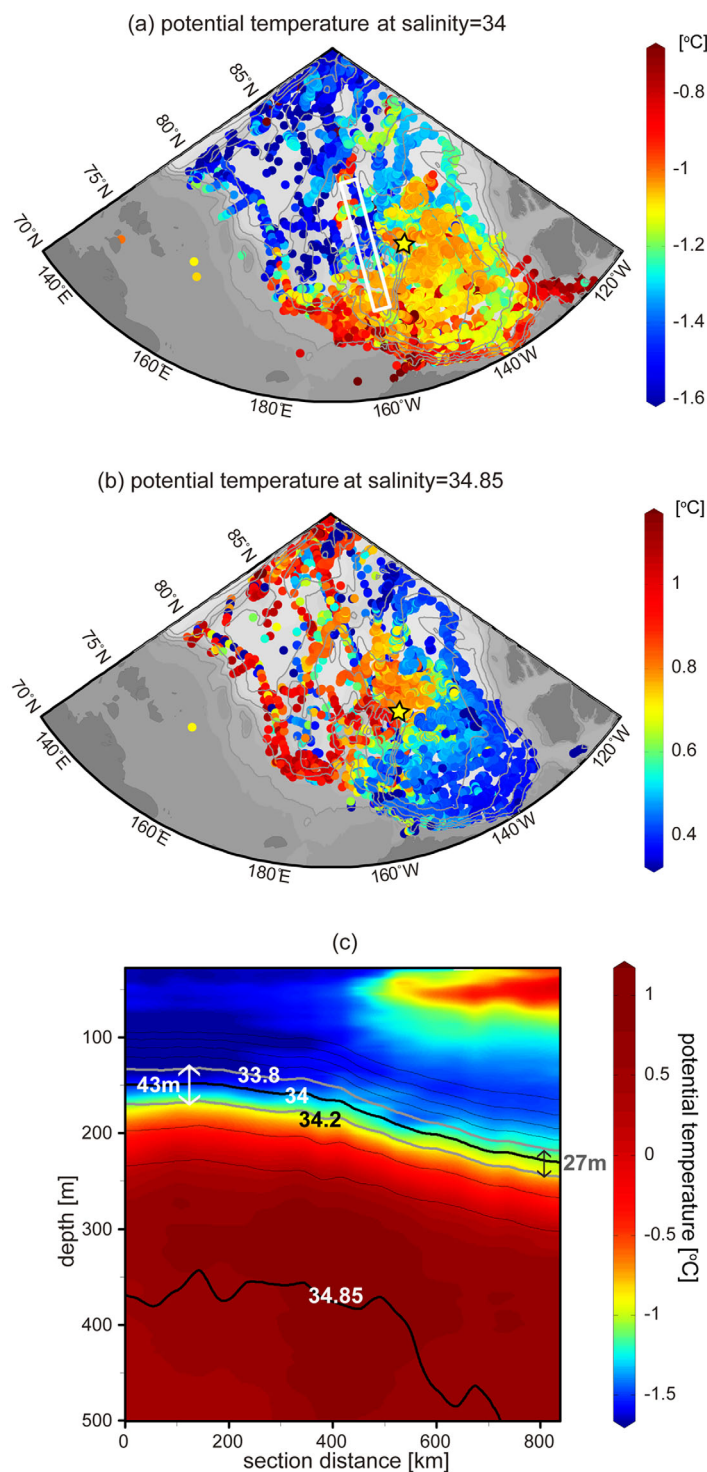 (a) potential temperature at salinity=34
[°C]
-0.8
-1
-1.2
-1.4
-1.6
85°N
80°N
75°N
70°N
140°E
160°E
180°E
160°W
140°W
120°W
(b) potential temperature at salinity=34.85
[°C]
1
0.8
0.6
0.4
85°N
80°N
75°N
70°N
140°E
160°E
180°E
160°W
140°W
120°W
(c)
100
200
300
400
500
depth [m]
43m
33.8
34
34.2
27m
34.85
0
200
400
600
800
section distance [km]
1
0.5
0
-0.5
-1
-1.5
potential temperature [°C]